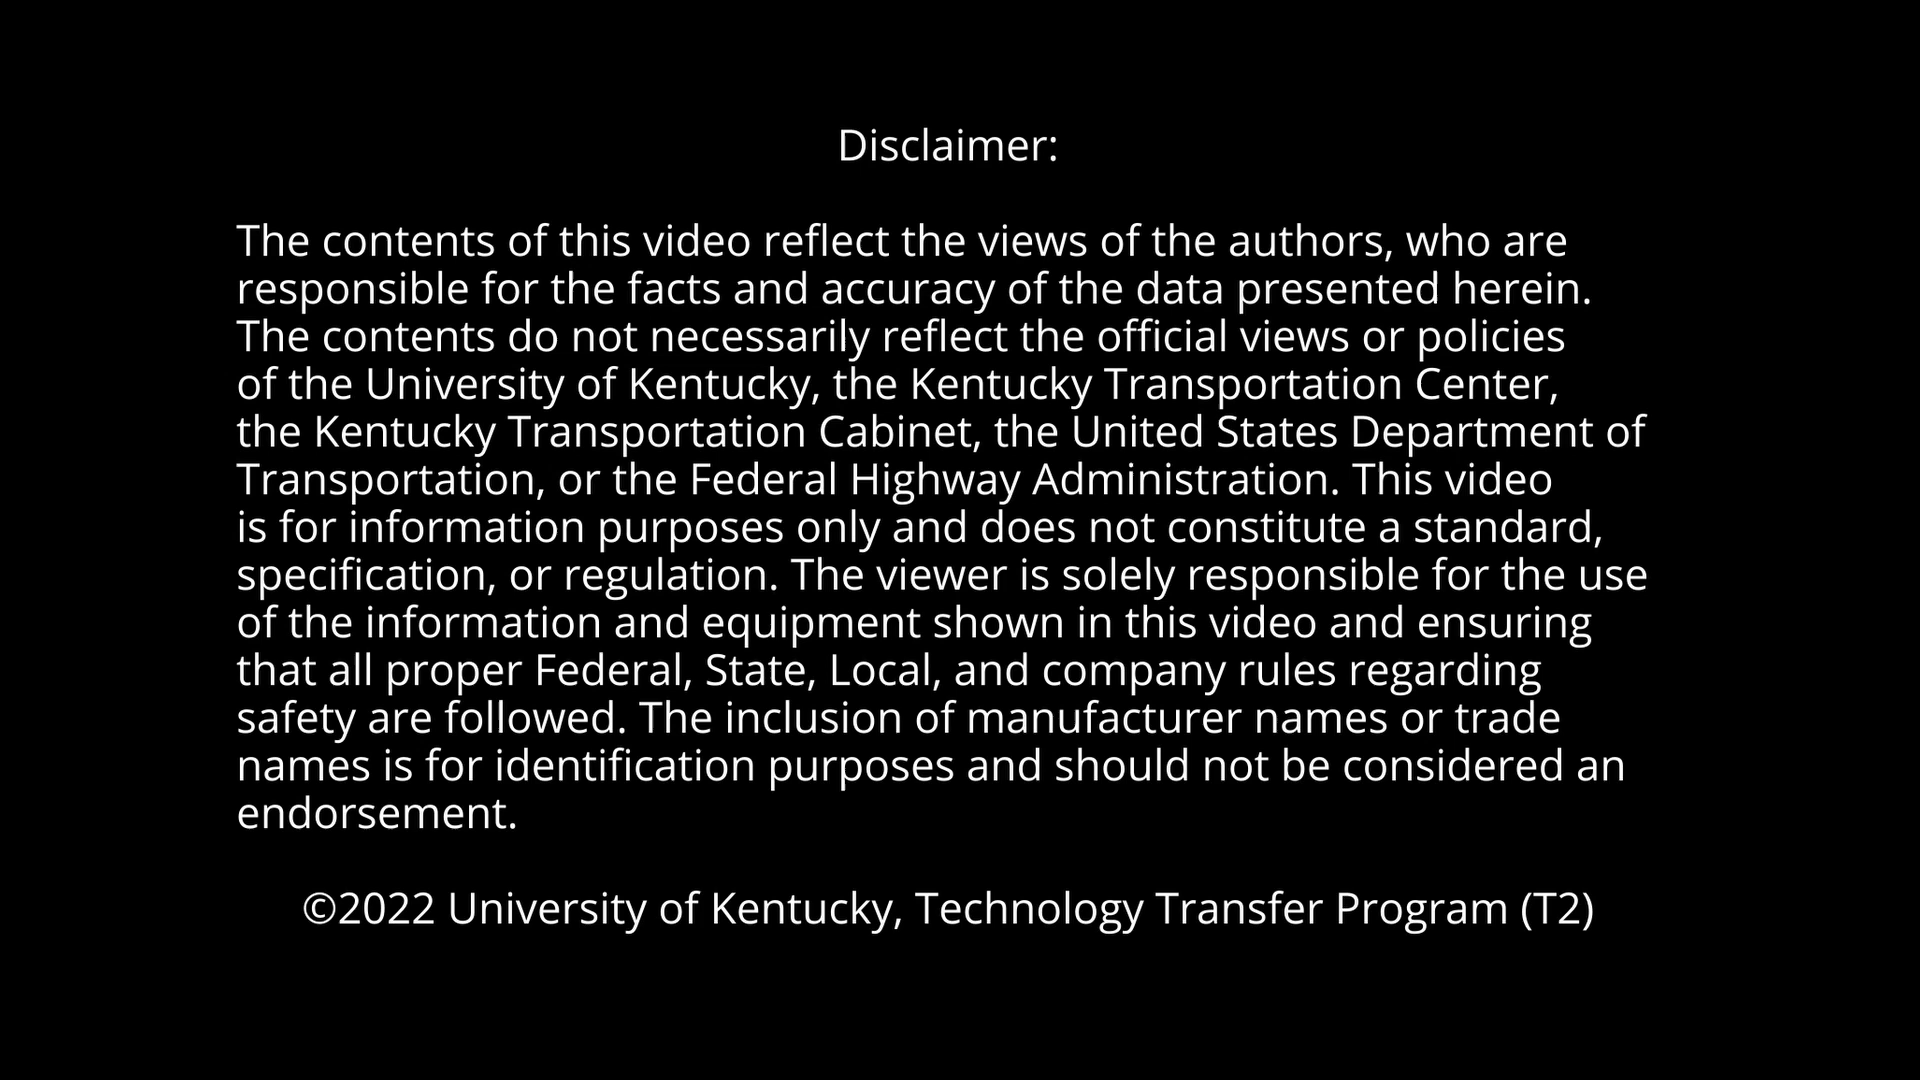 Disclaimer:
The contents of this video reflect the views of the authors, who are
responsible for the facts and accuracy of the data presented herein.
The contents do not necessarily reflect the official views or policies
of the University of Kentucky, the Kentucky Transportation Center,
the Kentucky Transportation Cabinet, the United States Department of
Transportation, or the Federal Highway Administration. This video
is for information purposes only and does not constitute a standard,
specification, or regulation. The viewer is solely responsible for the use
of the information and equipment shown in this video and ensuring
that all proper Federal, State, Local, and company rules regarding
safety are followed. The inclusion of manufacturer names or trade
names is for identification purposes and should not be considered an
endorsement.
©2022 University of Kentucky, Technology Transfer Program (T2)